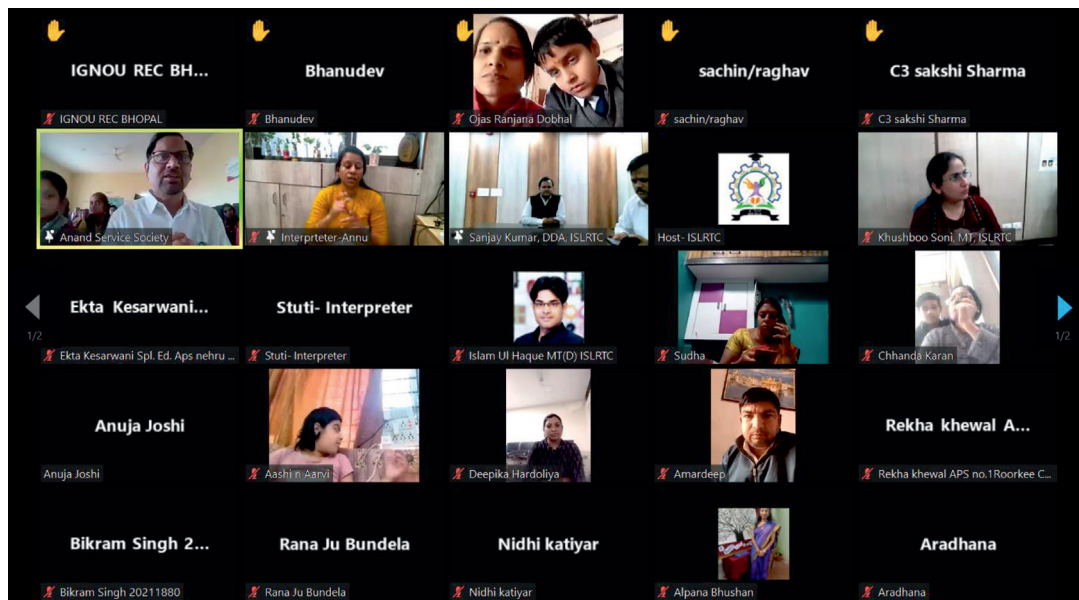 IGNOU REC BH...
IGNOU REC BHOPAL
Bhanudev
Bhanudev
Ojas Ranjana Dobhal
sachin/raghav
sachin/raghav
C3 sakshi Sharma
C3 sakshi Sharma
Anand Service Society
Interprteter-Annu
Sanjay Kumar, DDA, ISLRTC
Host- ISLRTC
Khushboo Soni, MT, ISLRTC
1/2
Ekta Kesarwani...
Ekta Kesarwani Spl. Ed. Aps nehru ...
Stuti- Interpreter
Stuti- Interpreter
Islam Ul Haque MT(D) ISLRTC
Sudha
Chhanda Karan
1/2
Anuja Joshi
Anuja Joshi
Aashi n Aarvi
Deepika Hardoliya
Amardeep
Rekha khewal A...
Rekha khewal APS no.1Roorkee C...
Bikram Singh 2...
Bikram Singh 20211880
Rana Ju Bundela
Rana Ju Bundela
Nidhi katiyar
Nidhi katiyar
Alpana Bhushan
Aradhana
Aradhana